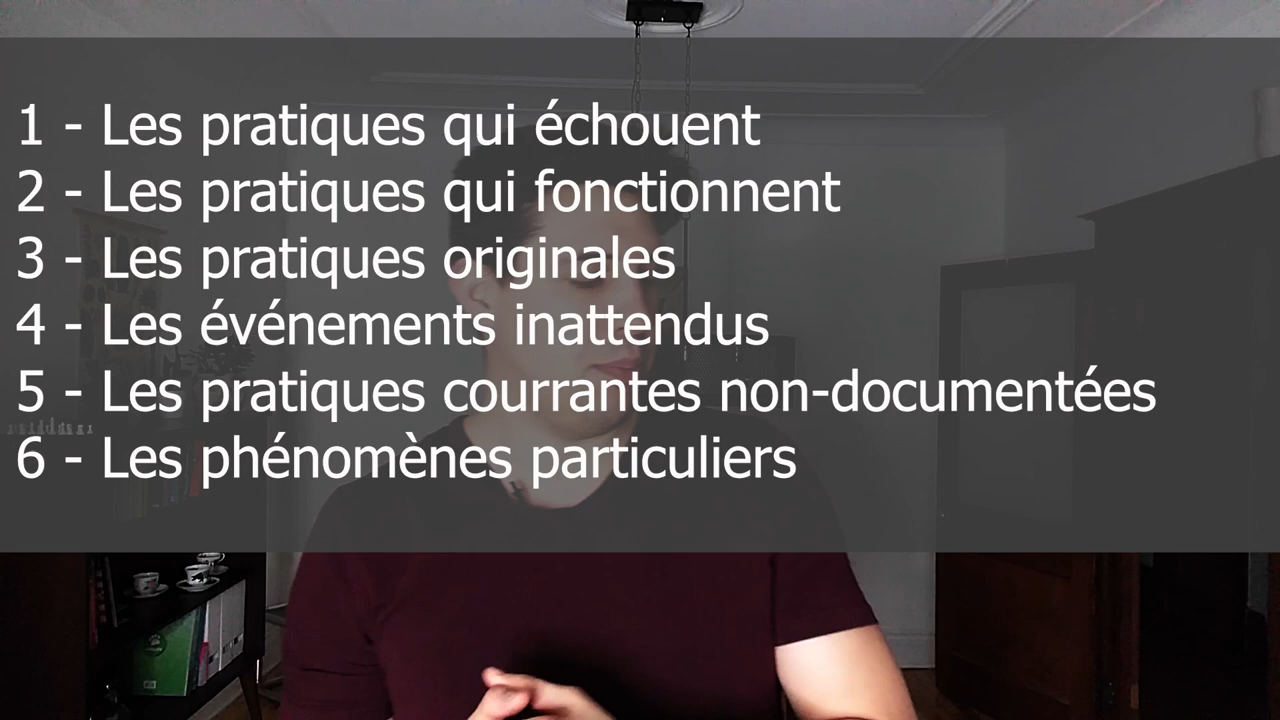 1 - Les pratiques qui échouent
2 - Les pratiques qui fonctionnent
3 - Les pratiques originales
4 - Les événements inattendus
5 - Les pratiques courrantes non-documentées
6 - Les phénomènes particuliers